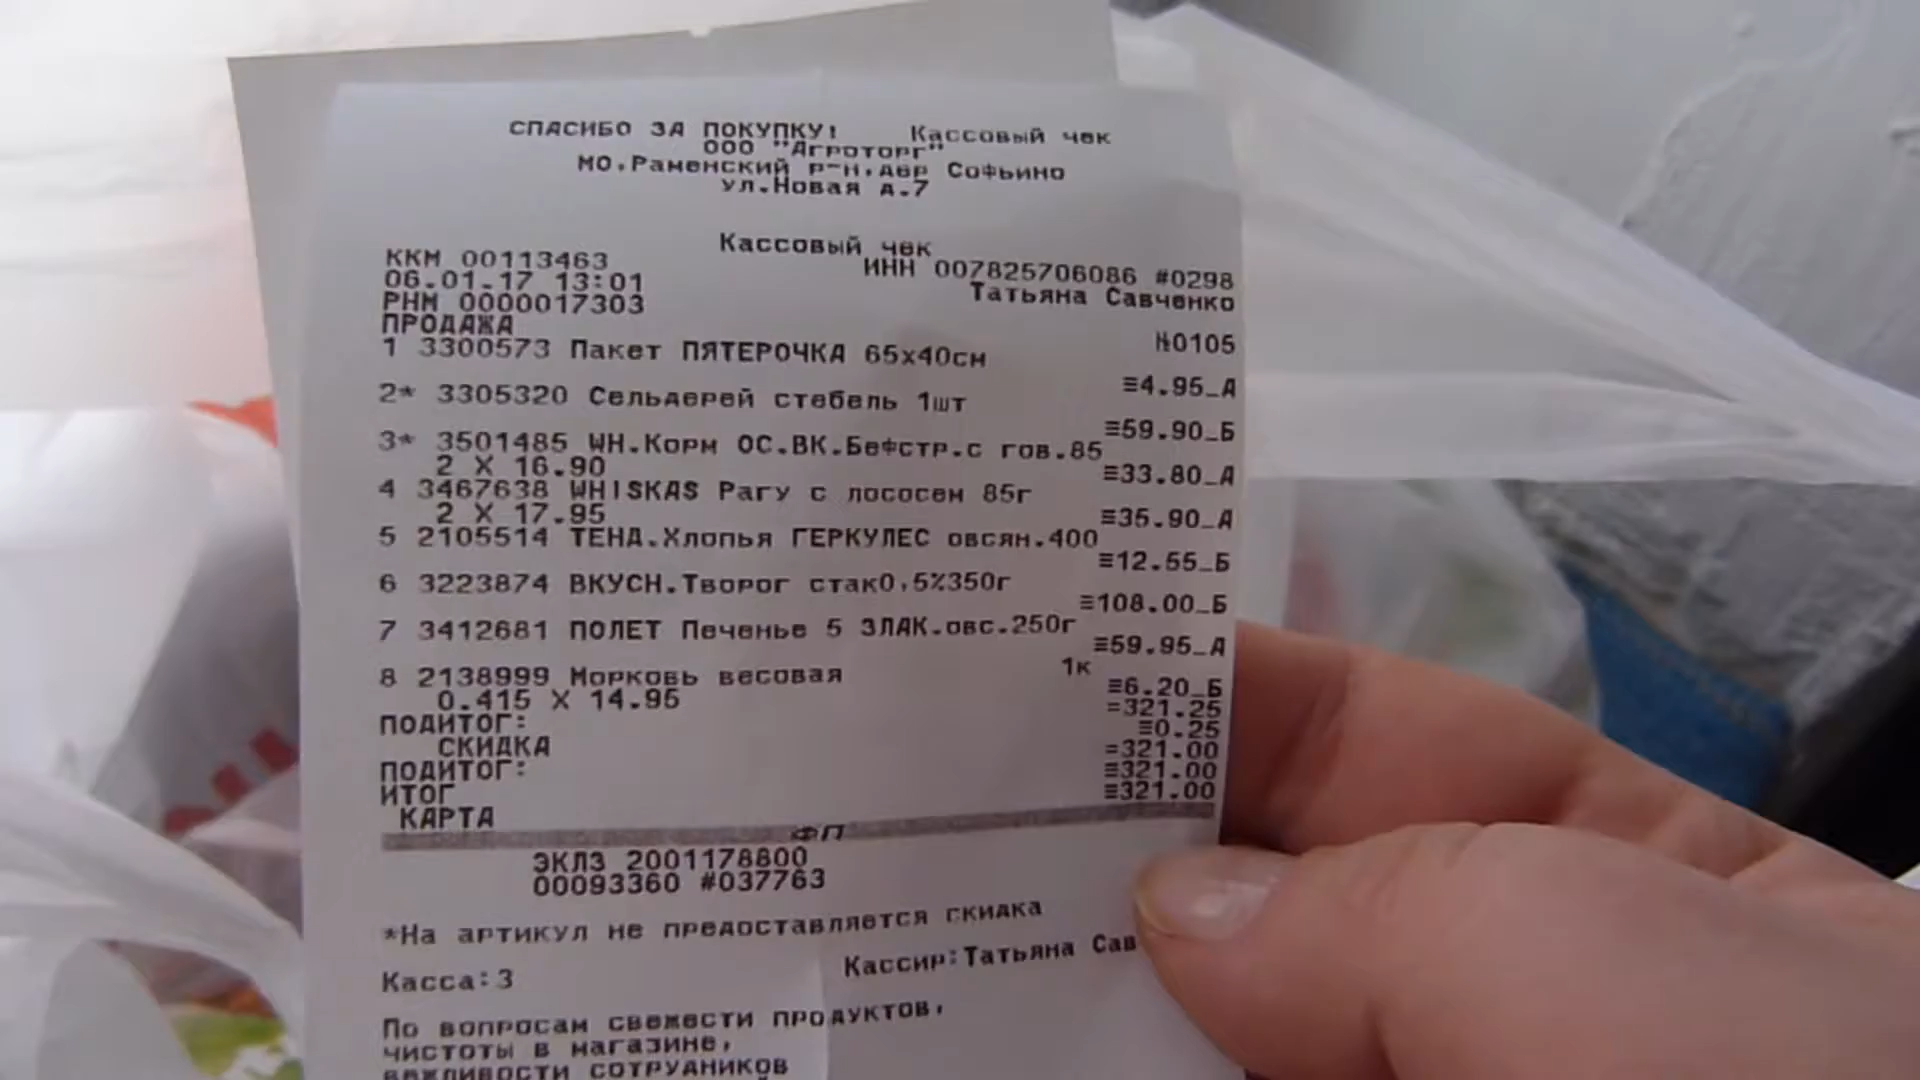 СПАСИБО ЗА ПОКУПКУ! Кассовый чек
ООО "Агроторг"
МО.Раменский р-н,дер Софьино
ул.Новая д.7
Кассовый чек
ККМ 00113463 ИНН 007825706086 #0298
06.01.17 13:01 Татьяна Савченко
РНМ 0000017303
ПРОДАЖА №0105
1 3300573 Пакет ПЯТЕРОЧКА 65х40см
≡4.95_А
2* 3305320 Сельдерей стебель 1шт
≡59.90_Б
3* 3501485 WH.Корм ОС.ВК.Бефстр.с гов.85
2 X 16.90 ≡33.80_А
4 3467638 WHISKAS Рагу с лососем 85г
2 X 17.95 ≡35.90_А
5 2105514 ТЕНД.Хлопья ГЕРКУЛЕС овсян.400
≡12.55_Б
6 3223874 ВКУСН.Творог стак0,5%350г
≡108.00_Б
7 3412681 ПОЛЕТ Печенье 5 ЗЛАК.овс.250г
≡59.95_А
8 2138999 Морковь весовая 1к
0.415 X 14.95 ≡6.20_Б
ПОДИТОГ: =321.25
СКИДКА ≡0.25
ПОДИТОГ: =321.00
ИТОГ ≡321.00
КАРТА ≡321.00
ФП
ЭКЛЗ 2001178800
00093360 #037763
*На артикул не предоставляется скидка
Касса:3 Кассир:Татьяна Сав
По вопросам свежести продуктов,
чистоты в магазине,
вежливости сотрудников